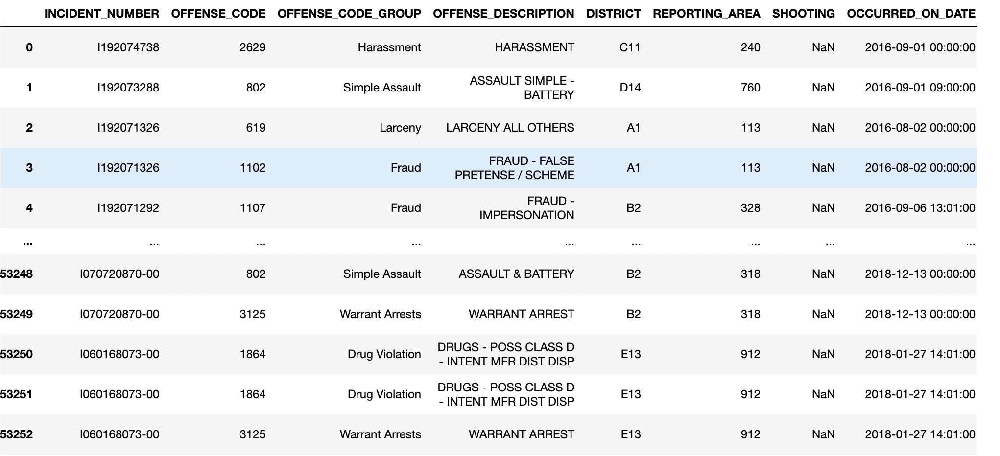 INCIDENT_NUMBER OFFENSE_CODE OFFENSE_CODE_GROUP OFFENSE_DESCRIPTION DISTRICT REPORTING_AREA SHOOTING OCCURRED_ON_DATE
0 I192074738 2629 Harassment HARASSMENT C11 240 NaN 2016-09-01 00:00:00
1 I192073288 802 Simple Assault ASSAULT SIMPLE - BATTERY D14 760 NaN 2016-09-01 09:00:00
2 I192071326 619 Larceny LARCENY ALL OTHERS A1 113 NaN 2016-08-02 00:00:00
3 I192071326 1102 Fraud FRAUD - FALSE PRETENSE / SCHEME A1 113 NaN 2016-08-02 00:00:00
4 I192071292 1107 Fraud FRAUD - IMPERSONATION B2 328 NaN 2016-09-06 13:01:00
... ... ... ... ... ... ... ... ...
53248 I070720870-00 802 Simple Assault ASSAULT & BATTERY B2 318 NaN 2018-12-13 00:00:00
53249 I070720870-00 3125 Warrant Arrests WARRANT ARREST B2 318 NaN 2018-12-13 00:00:00
53250 I060168073-00 1864 Drug Violation DRUGS - POSS CLASS D - INTENT MFR DIST DISP E13 912 NaN 2018-01-27 14:01:00
53251 I060168073-00 1864 Drug Violation DRUGS - POSS CLASS D - INTENT MFR DIST DISP E13 912 NaN 2018-01-27 14:01:00
53252 I060168073-00 3125 Warrant Arrests WARRANT ARREST E13 912 NaN 2018-01-27 14:01:00